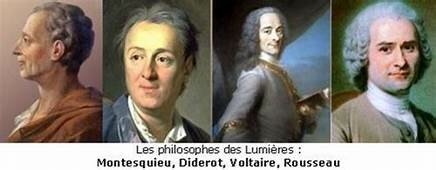 Les philosophes des Lumières :
Montesquieu, Diderot, Voltaire, Rousseau